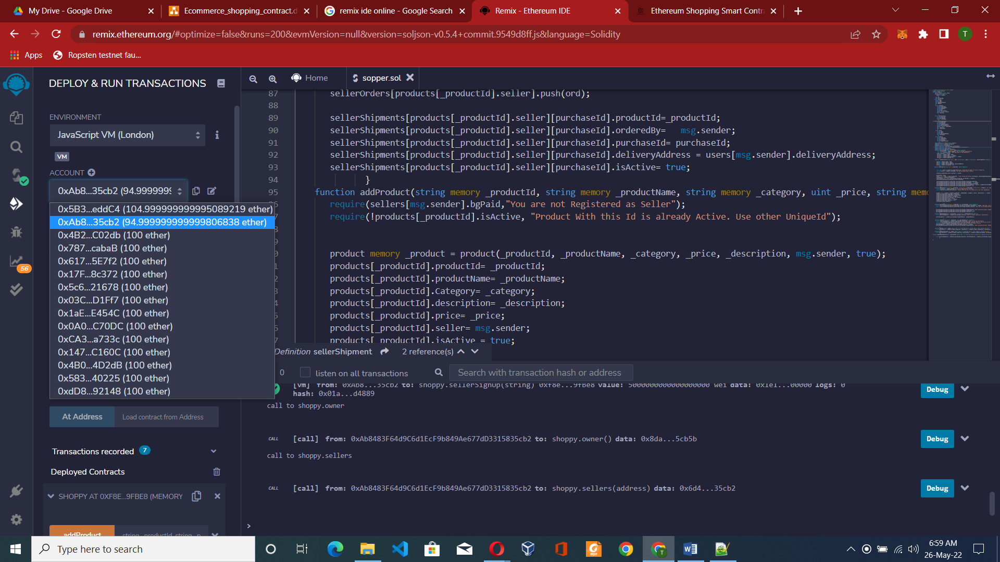 My Drive - Google Drive
Ecommerce_shopping_contract.d
remix ide online - Google Search
Remix - Ethereum IDE
Ethereum Shopping Smart Contra
remix.ethereum.org/#optimize=false&runs=200&evmVersion=null&version=soljson-v0.5.4+commit.9549d8ff.js&language=Solidity
T
Apps
Ropsten testnet fau...
DEPLOY & RUN TRANSACTIONS
ENVIRONMENT
JavaScript VM (London)
VM
ACCOUNT
0xAb8...35cb2 (94.9999999
0x5B3...eddC4 (104.999999999995089219 ether)
0xAb8...35cb2 (94.999999999999806838 ether)
0x4B2...C02db (100 ether)
0x787...cabaB (100 ether)
0x617...5E7f2 (100 ether)
0x17F...8c372 (100 ether)
0x5c6...21678 (100 ether)
0x03C...D1Ff7 (100 ether)
0x1aE...E454C (100 ether)
0x0A0...C70DC (100 ether)
0xCA3...a733c (100 ether)
0x147...C160C (100 ether)
0x4B0...4D2dB (100 ether)
0x583...40225 (100 ether)
0xdD8...92148 (100 ether)
56
At Address
Load contract from Address
Transactions recorded 7
Deployed Contracts
SHOPPY AT 0XF8E...9FBE8 (MEMORY
addProduct
string _productId, string _p
Home
sopper.sol
87 sellerOrders[products[_productId].seller].push(ord);
88
89 sellerShipments[products[_productId].seller][purchaseId].productId=_productId;
90 sellerShipments[products[_productId].seller][purchaseId].orderedBy=   msg.sender;
91 sellerShipments[products[_productId].seller][purchaseId].purchaseId= purchaseId;
92 sellerShipments[products[_productId].seller][purchaseId].deliveryAddress = users[msg.sender].deliveryAddress;
93 sellerShipments[products[_productId].seller][purchaseId].isActive= true;
94 }
95 function addProduct(string memory _productId, string memory _productName, string memory _category, uint _price, string mem
6 require(sellers[msg.sender].bgPaid,"You are not Registered as Seller");
7 require(!products[_productId].isActive, "Product With this Id is already Active. Use other UniqueId");
8
9
0 product memory _product = product(_productId, _productName, _category, _price, _description, msg.sender, true);
1 products[_productId].productId= _productId;
2 products[_productId].productName= _productName;
3 products[_productId].Category= _category;
4 products[_productId].description= _description;
5 products[_productId].price= _price;
6 products[_productId].seller= msg.sender;
7 products[_productId].isActive = true;
Definition sellerShipment
2 reference(s)
0
listen on all transactions
Search with transaction hash or address
[vm] from: 0xAb8...35cb2 to: shoppy.sellerSignUp(string) 0xf8e...9fBe8 value: 5000000000000000000 wei data: 0x1e1...00000 logs: 0
hash: 0x01a...d4889
Debug
call to shoppy.owner
CALL [call] from: 0xAb8483F64d9C6d1EcF9b849Ae677dD3315835cb2 to: shoppy.owner() data: 0x8da...5cb5b
Debug
call to shoppy.sellers
CALL [call] from: 0xAb8483F64d9C6d1EcF9b849Ae677dD3315835cb2 to: shoppy.sellers(address) data: 0x6d4...35cb2
Debug
>
Type here to search
6:59 AM
26-May-22